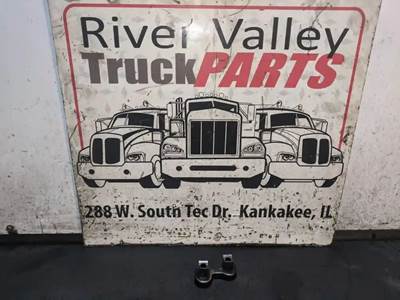 River Valley
TruckPARTS
288 W. South Tec Dr. Kankakee, IL